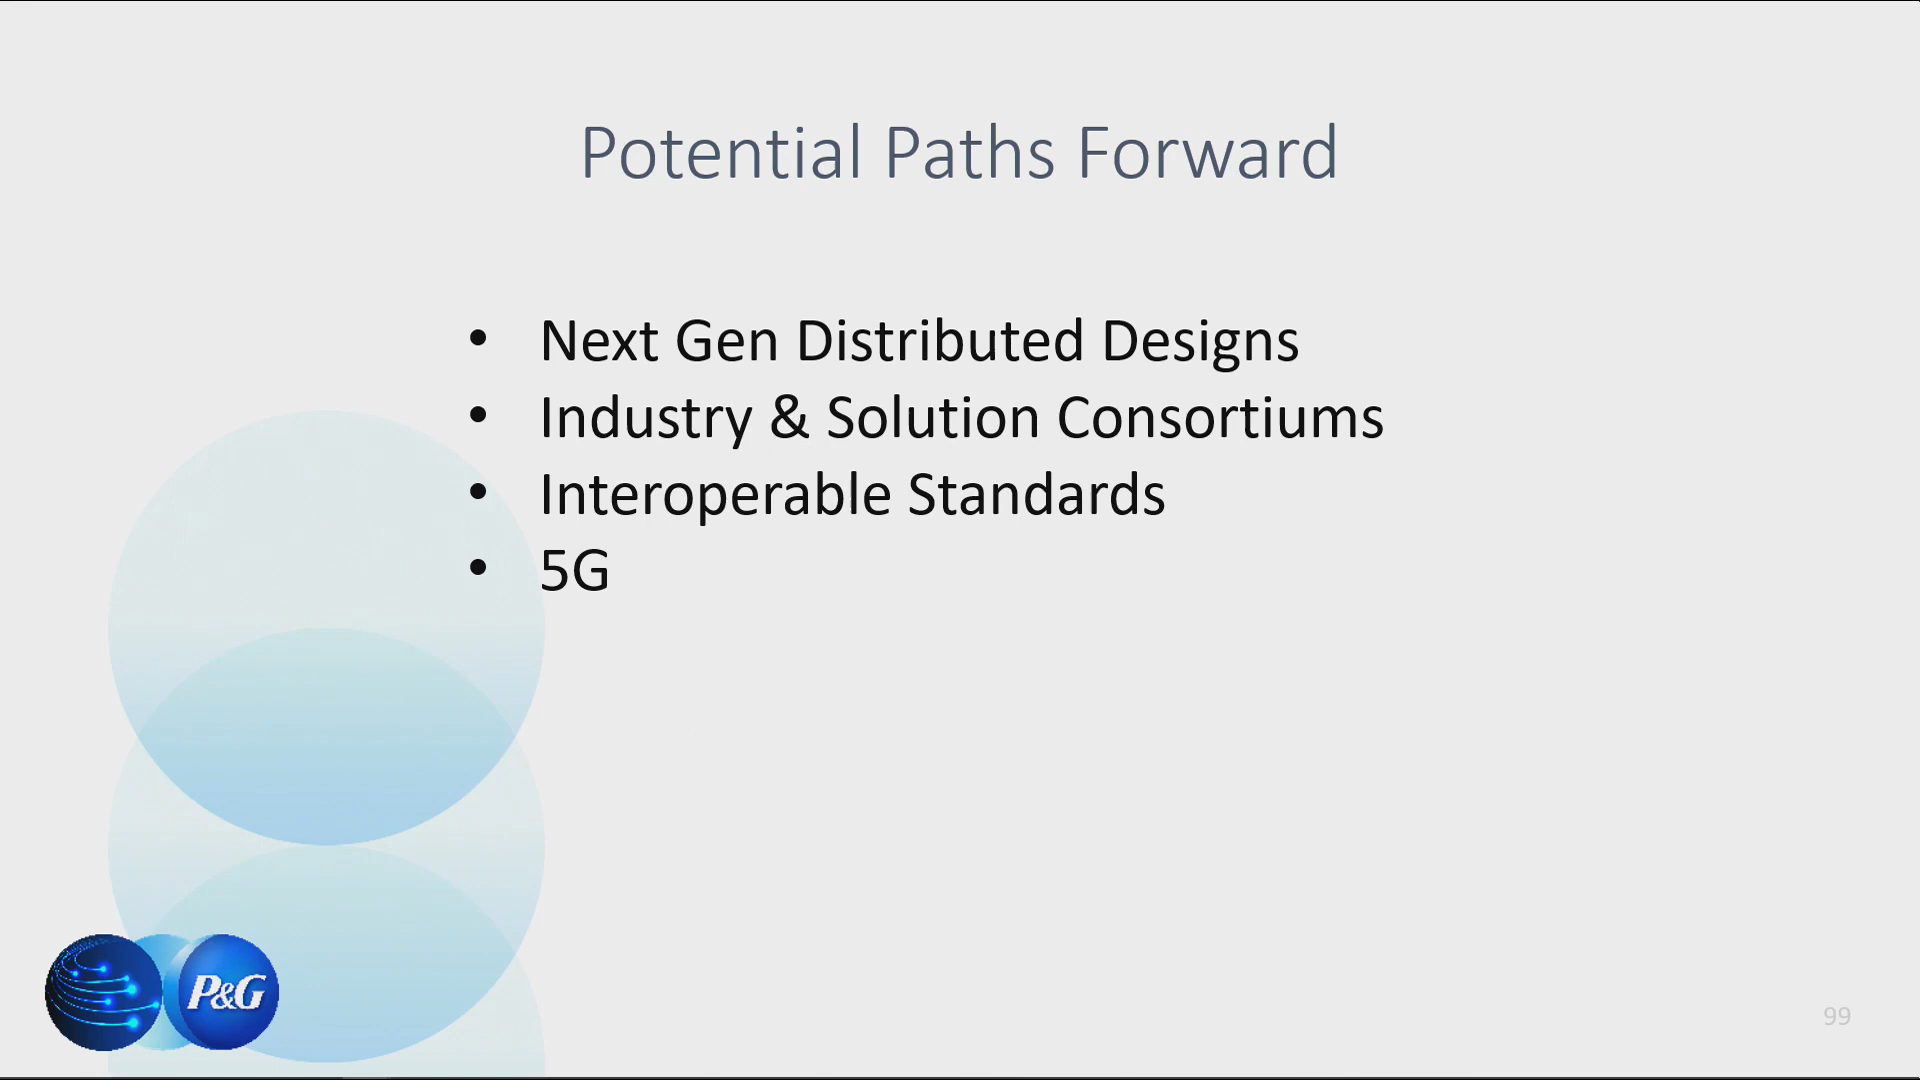 Potential Paths Forward
• Next Gen Distributed Designs
• Industry & Solution Consortiums
• Interoperable Standards
• 5G
P&G
99